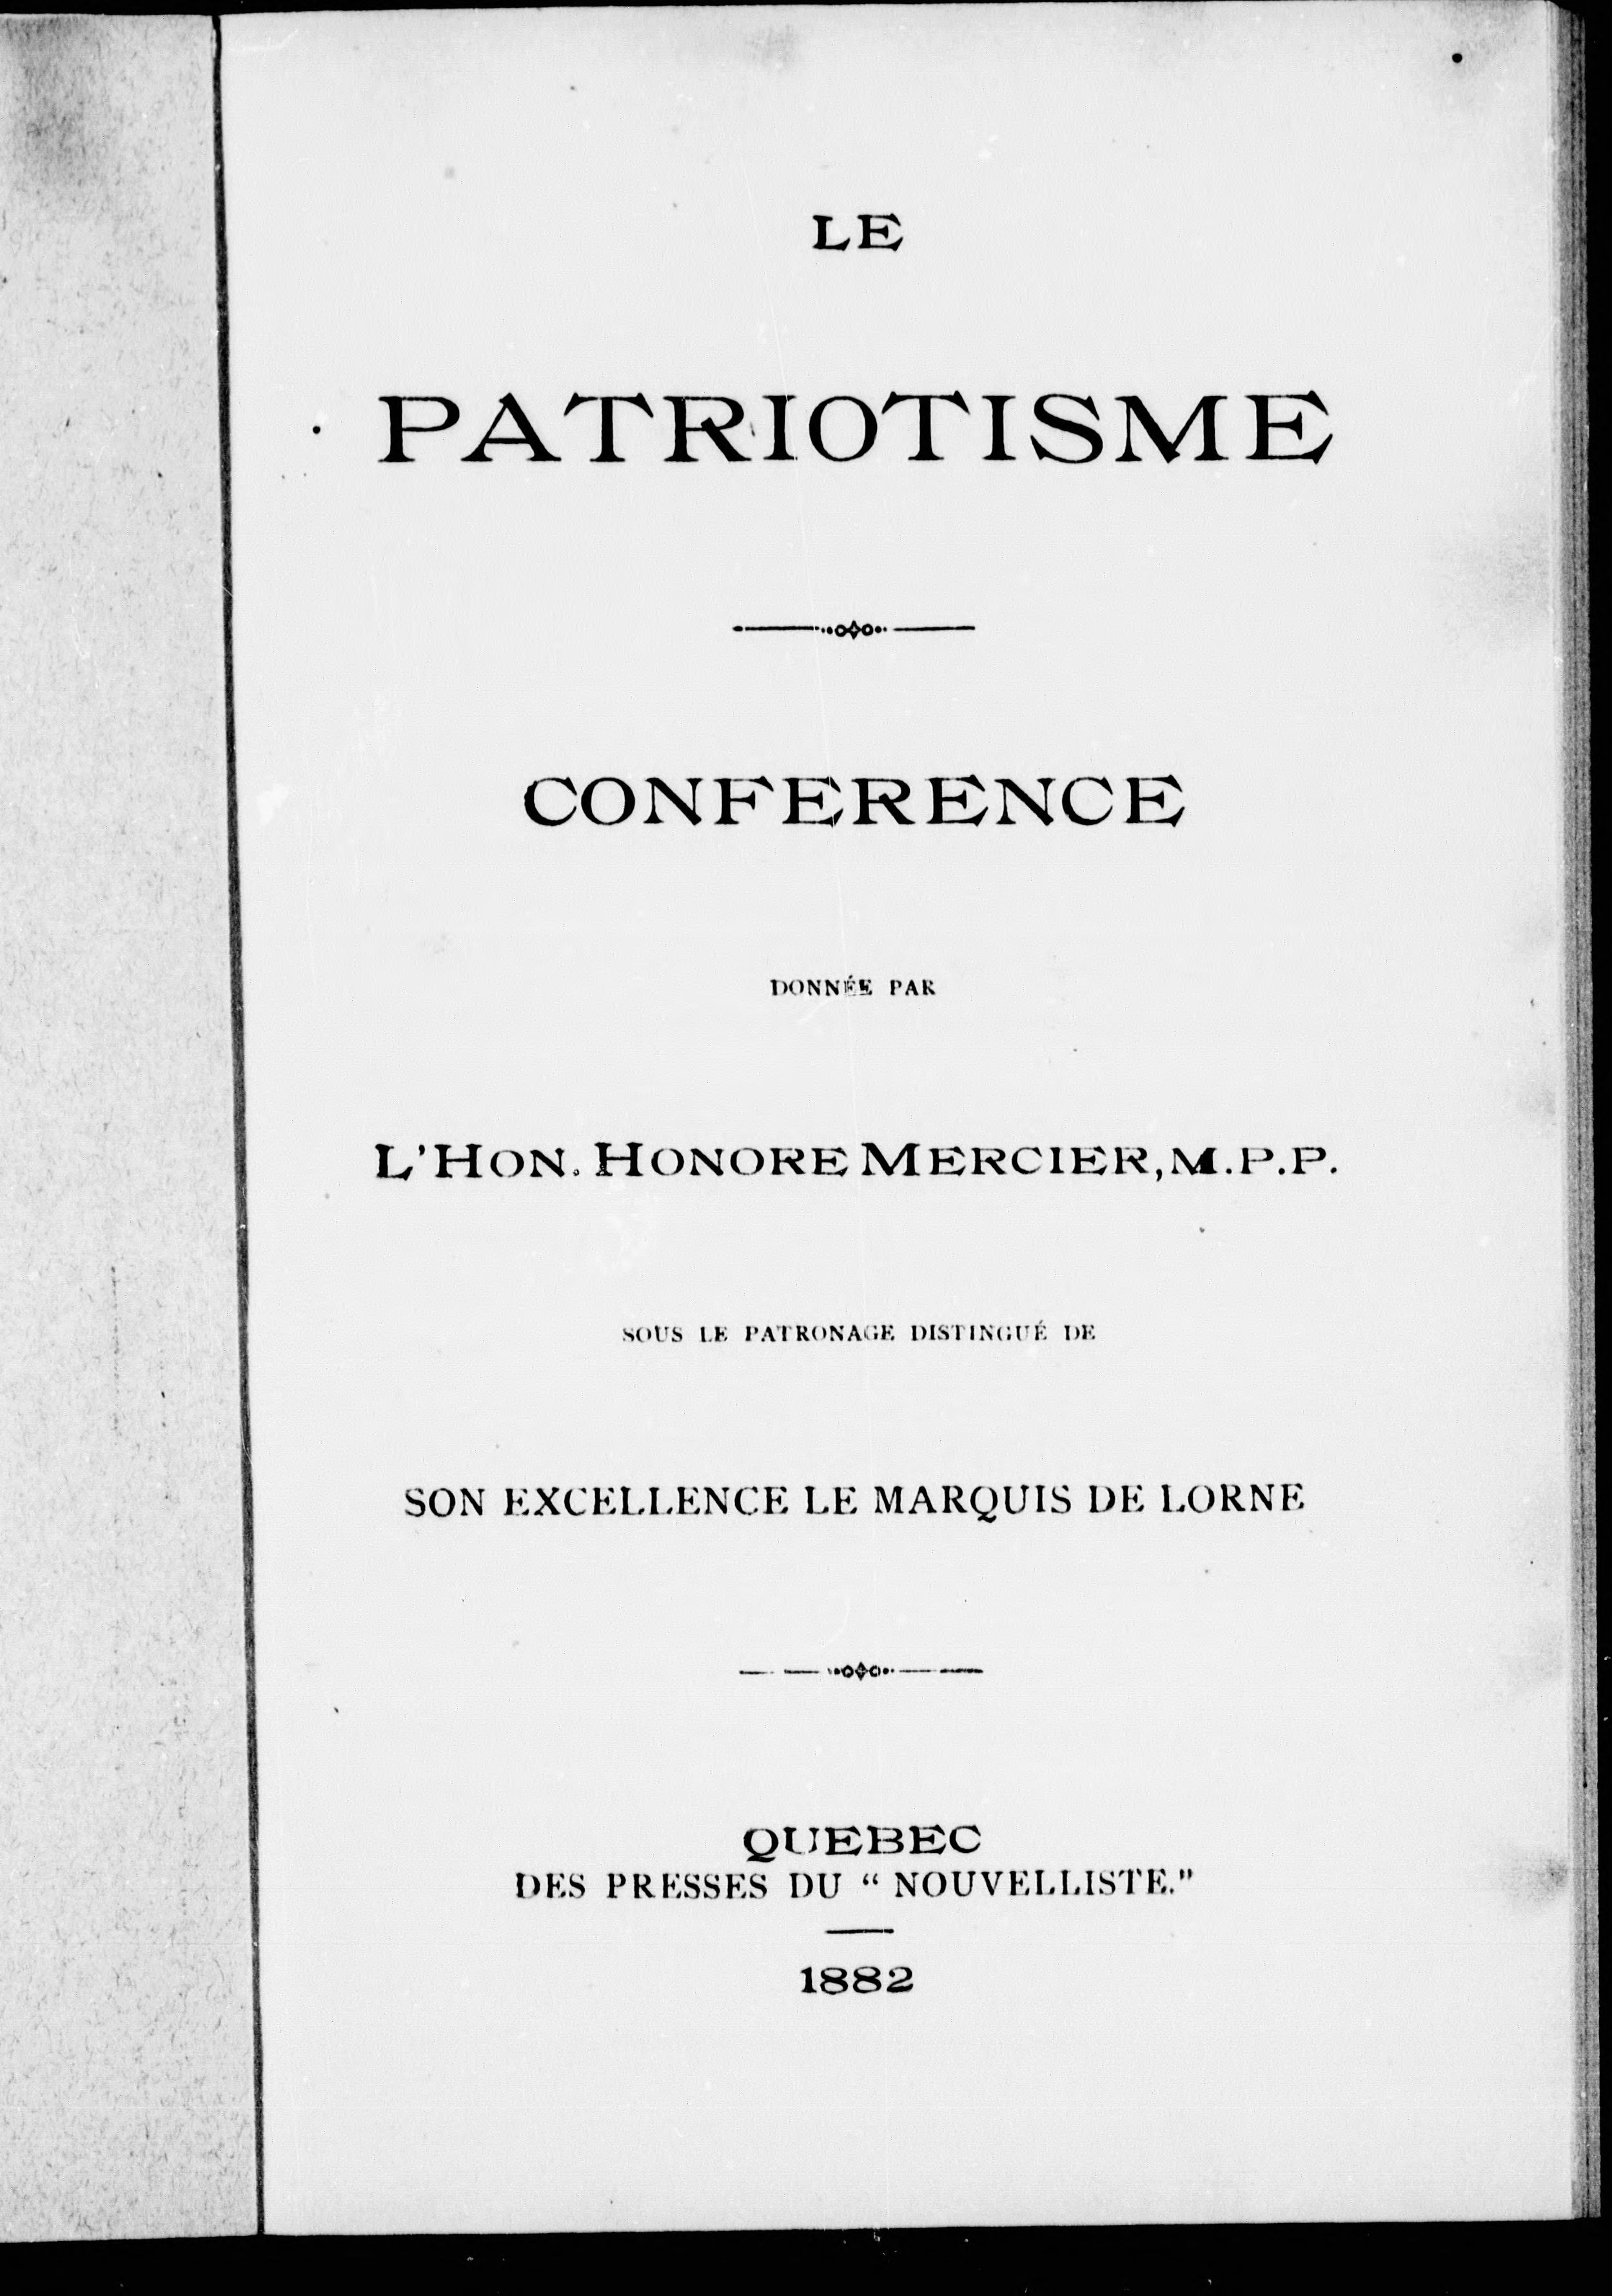 LE
PATRIOTISME
CONFERENCE
DONNÉE PAR
L'HON. HONORE MERCIER, M.P.P.
SOUS LE PATRONAGE DISTINGUÉ DE
SON EXCELLENCE LE MARQUIS DE LORNE
QUEBEC
DES PRESSES DU “ NOUVELLISTE.”
1882